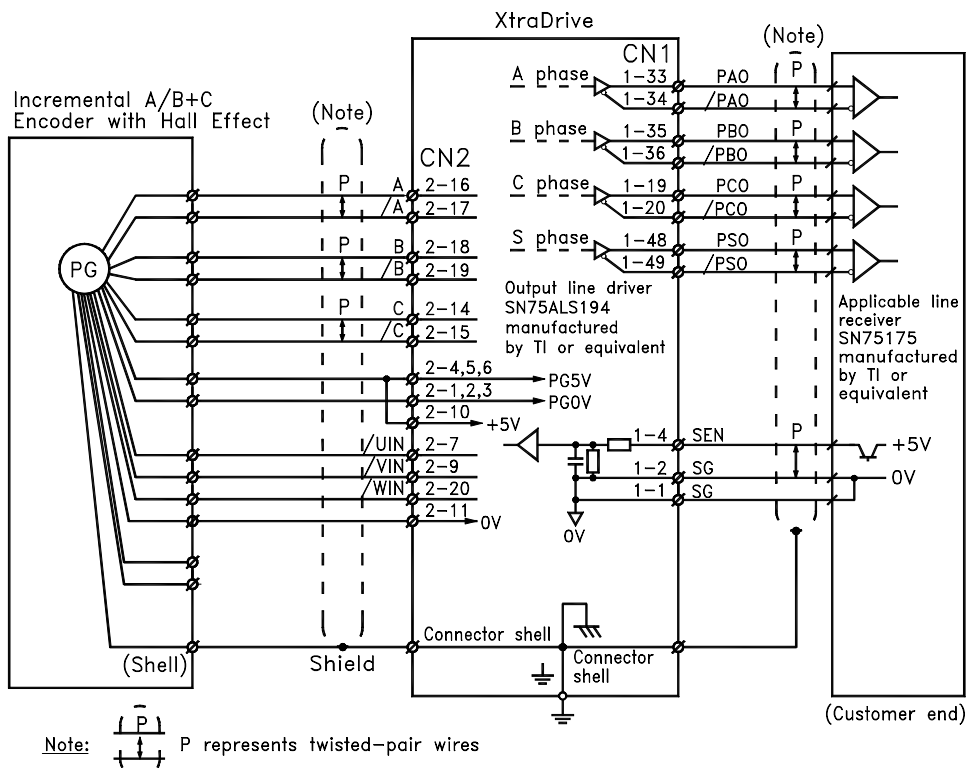 XtraDrive
Incremental A/B+C
Encoder with Hall Effect
(Note)
(Note)
CN1
CN2
PG
A phase
1-33
PAO
P
1-34
/PAO
B phase
1-35
PBO
P
1-36
/PBO
C phase
1-19
PCO
P
1-20
/PCO
S phase
1-48
PSO
P
1-49
/PSO
P
A
2-16
/A
2-17
P
B
2-18
/B
2-19
P
C
2-14
/C
2-15
2-4,5,6
PG5V
2-1,2,3
PG0V
2-10
+5V
/UIN
2-7
/VIN
2-9
/WIN
2-20
2-11
0V
Output line driver
SN75ALS194
manufactured
by TI or equivalent
Applicable line
receiver
SN75175
manufactured
by TI or
equivalent
1-4
SEN
P
+5V
1-2
SG
0V
1-1
SG
0V
(Shell)
Shield
Connector shell
Connector
shell
(Customer end)
Note:
P
P represents twisted-pair wires